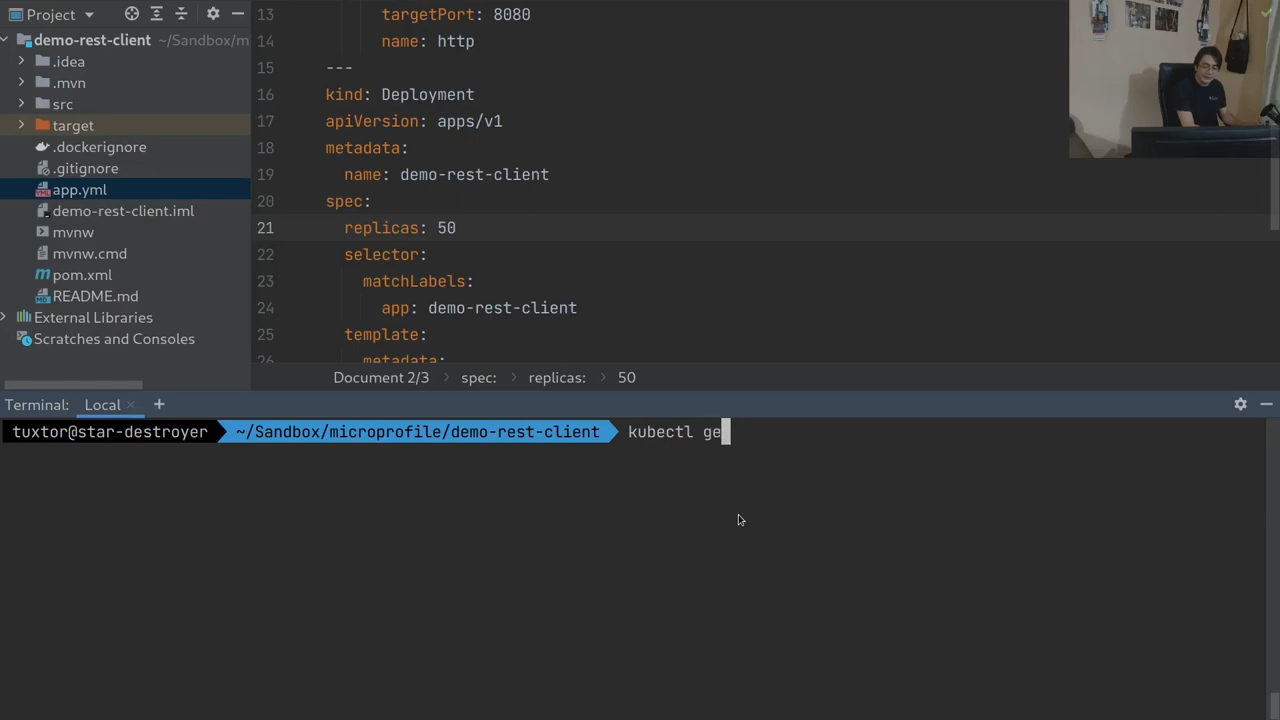 Project
demo-rest-client ~/Sandbox/m
.idea
.mvn
src
target
.dockerignore
.gitignore
app.yml
demo-rest-client.iml
mvnw
mvnw.cmd
pom.xml
README.md
External Libraries
Scratches and Consoles
13 targetPort: 8080
14 name: http
15 ---
16 kind: Deployment
17 apiVersion: apps/v1
18 metadata:
19 name: demo-rest-client
20 spec:
21 replicas: 50
22 selector:
23 matchLabels:
24 app: demo-rest-client
25 template:
26 metadata:
Document 2/3 > spec: > replicas: > 50
Terminal: Local × +
tuxtor@star-destroyer ~/Sandbox/microprofile/demo-rest-client kubectl ge